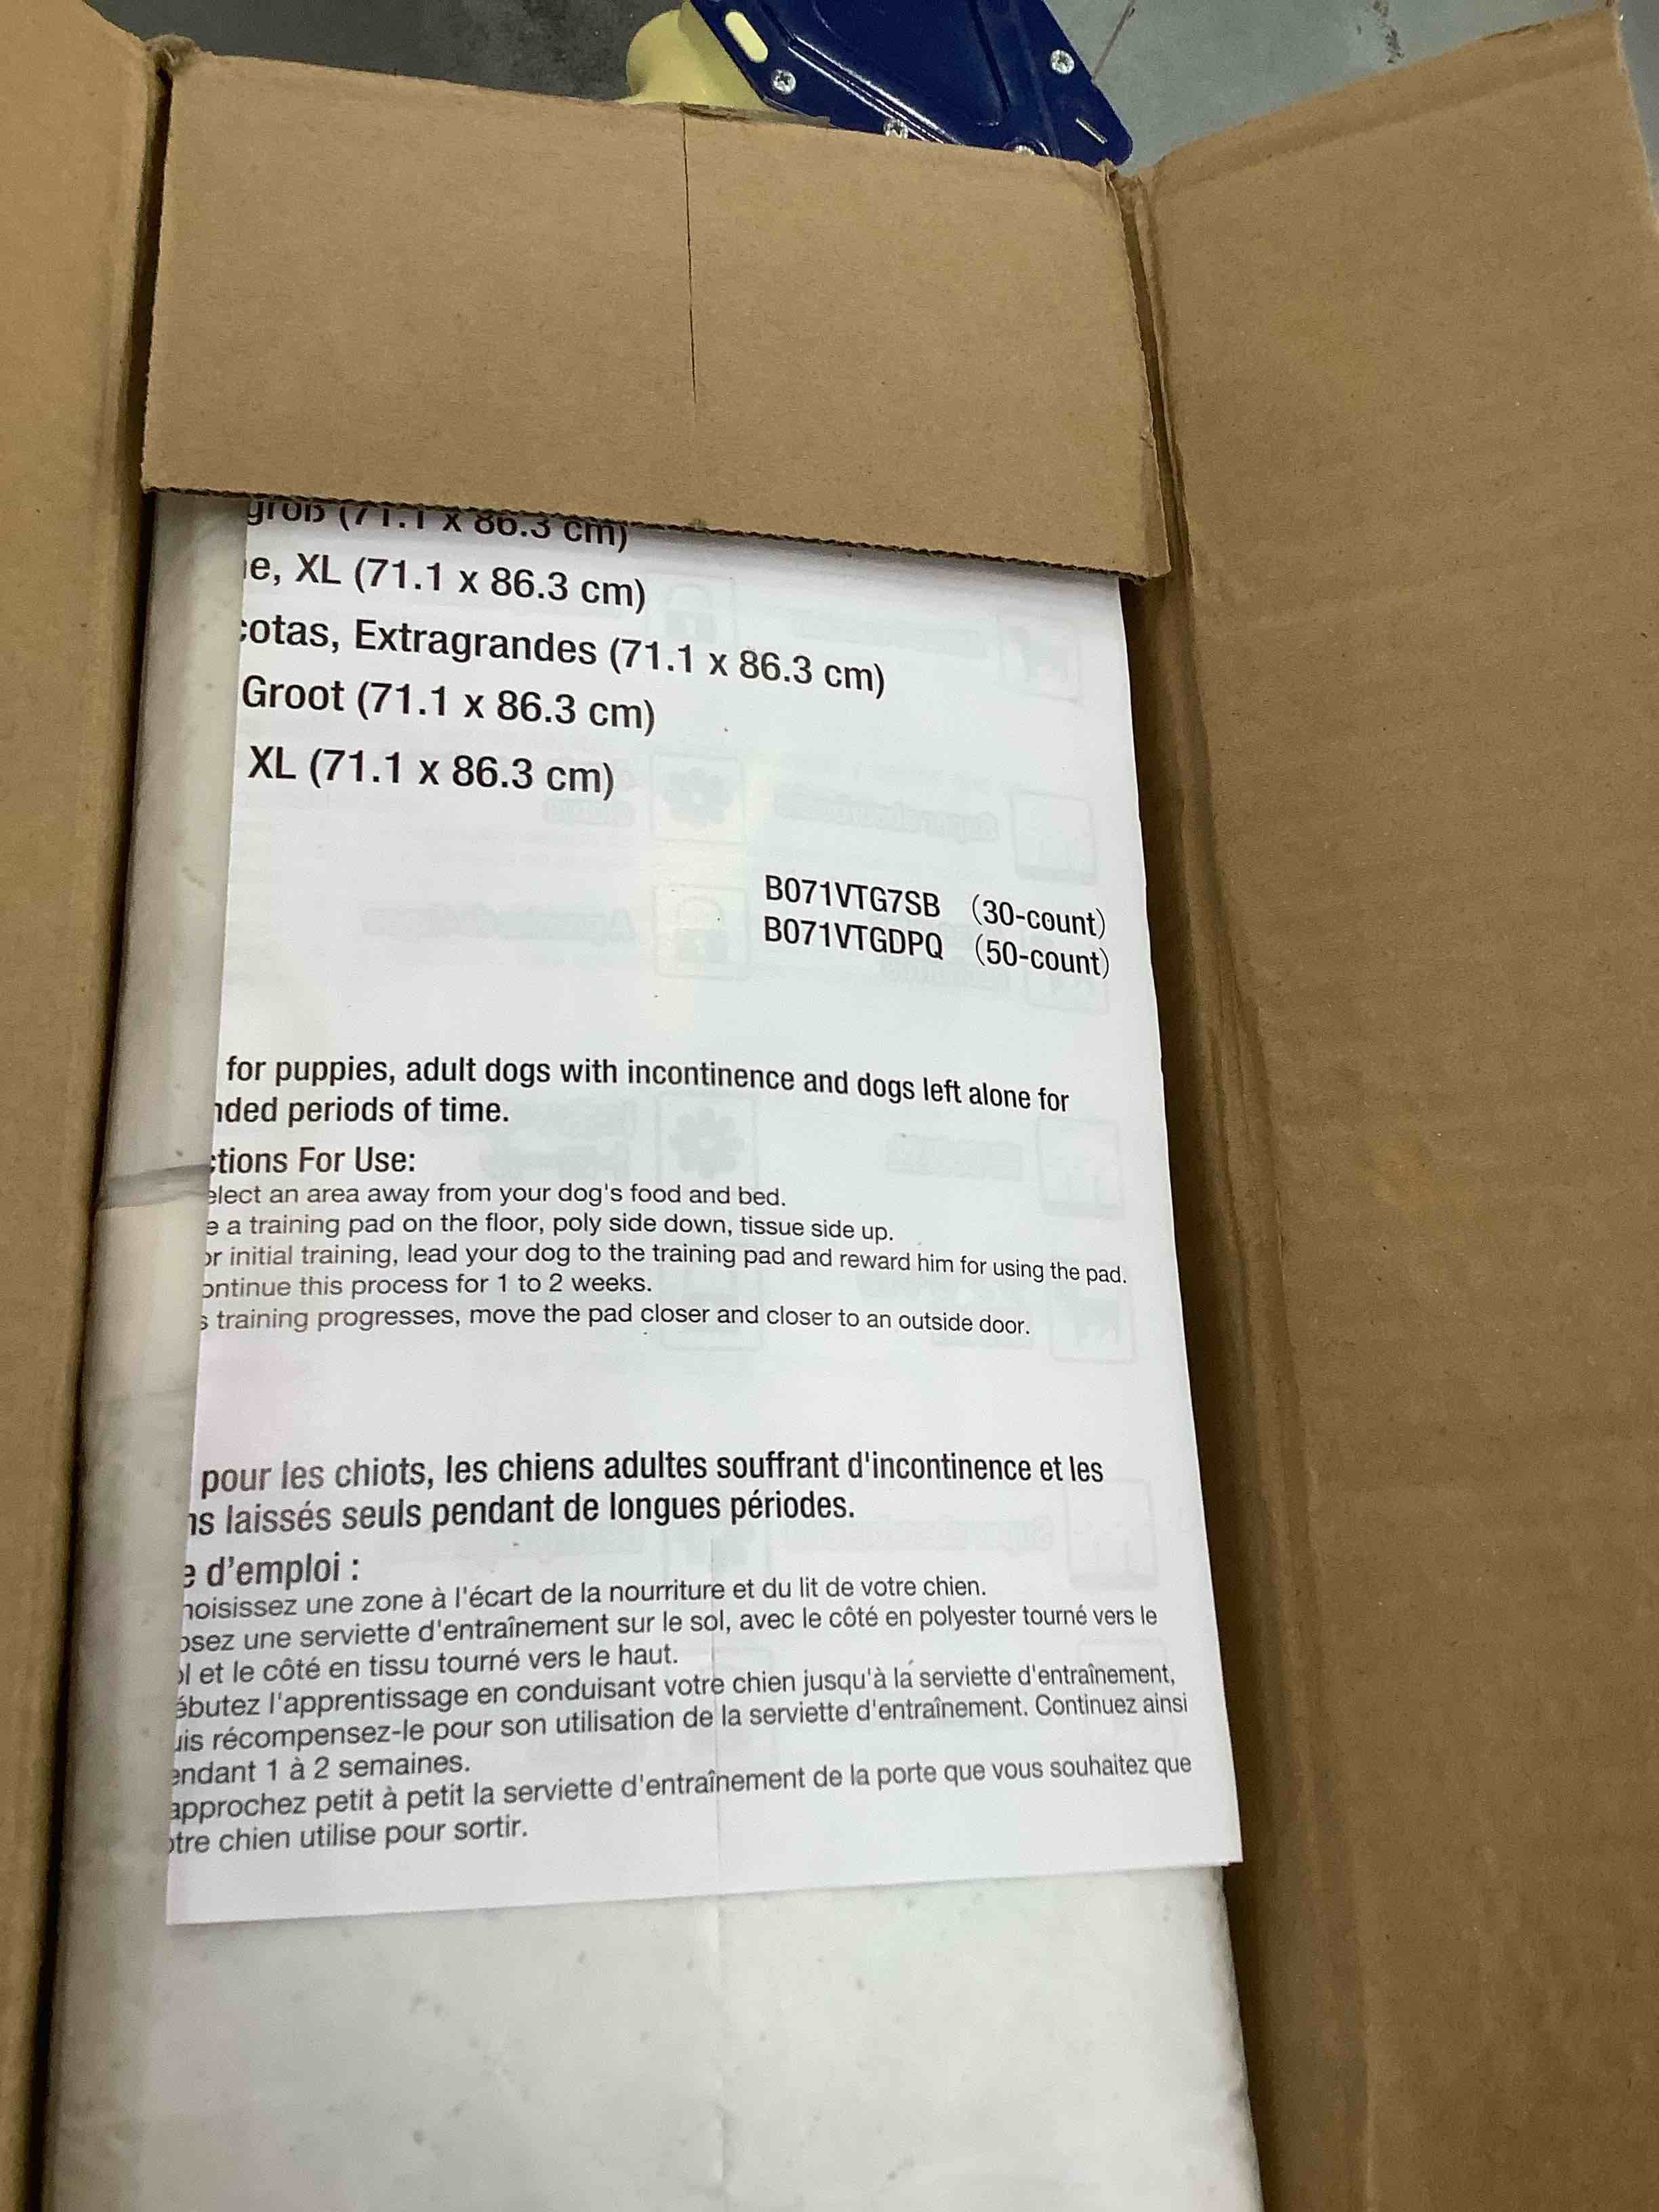 groß (71.1 x 86.3 cm)
e, XL (71.1 x 86.3 cm)
cotas, Extragrandes (71.1 x 86.3 cm)
Groot (71.1 x 86.3 cm)
XL (71.1 x 86.3 cm)
B071VTG7SB (30-count)
B071VTGDPQ (50-count)
for puppies, adult dogs with incontinence and dogs left alone for
nded periods of time.
ctions For Use:
elect an area away from your dog's food and bed.
e a training pad on the floor, poly side down, tissue side up.
or initial training, lead your dog to the training pad and reward him for using the pad.
ontinue this process for 1 to 2 weeks.
s training progresses, move the pad closer and closer to an outside door.
pour les chiots, les chiens adultes souffrant d'incontinence et les
ns laissés seuls pendant de longues périodes.
e d'emploi :
hoisissez une zone à l'écart de la nourriture et du lit de votre chien.
osez une serviette d'entraînement sur le sol, avec le côté en polyester tourné vers le
ol et le côté en tissu tourné vers le haut.
ébutez l'apprentissage en conduisant votre chien jusqu'à la serviette d'entraînement,
uis récompensez-le pour son utilisation de la serviette d'entraînement. Continuez ainsi
endant 1 à 2 semaines.
approchez petit à petit la serviette d'entraînement de la porte que vous souhaitez que
otre chien utilise pour sortir.